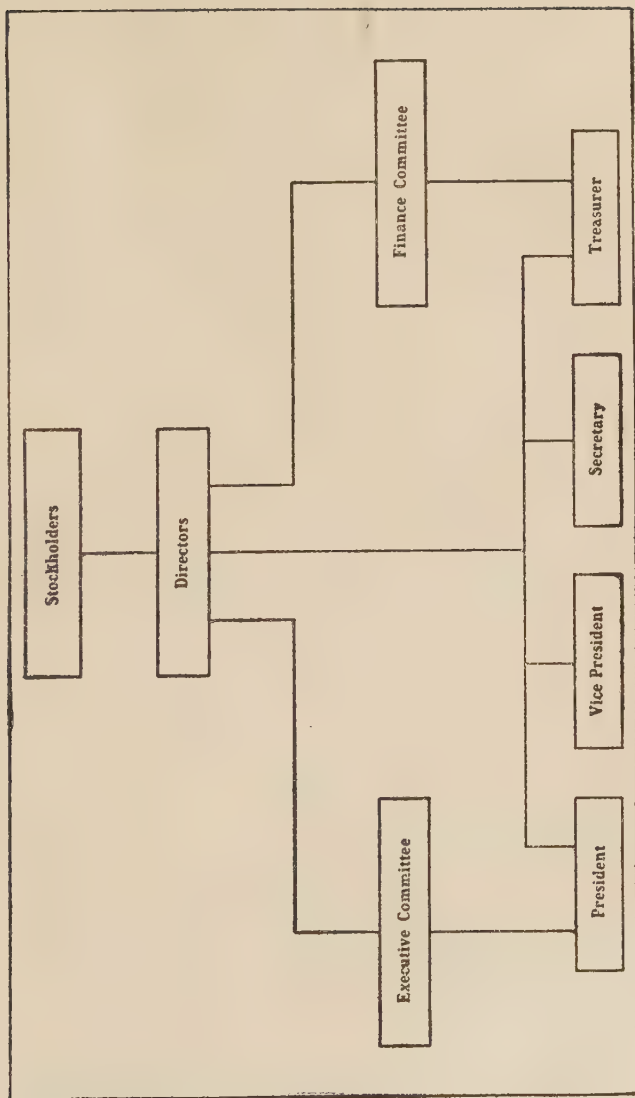 Stockholders
Directors
Executive Committee
Finance Committee
President
Vice President
Secretary
Treasurer